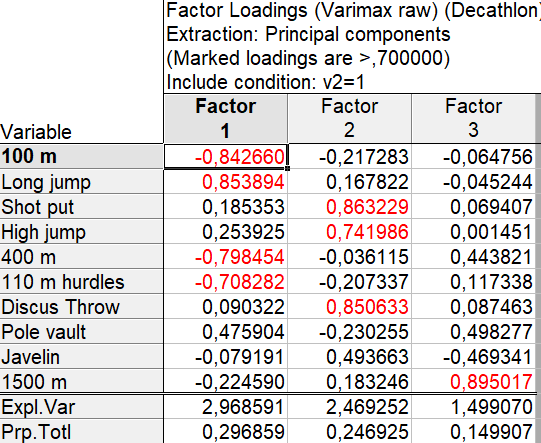 Factor Loadings (Varimax raw) (Decathlon)
Extraction: Principal components
(Marked loadings are >,700000)
Include condition: v2=1
Variable Factor 1 Factor 2 Factor 3
100 m -0,842660 -0,217283 -0,064756
Long jump 0,853894 0,167822 -0,045244
Shot put 0,185353 0,863229 0,069407
High jump 0,253925 0,741986 0,001451
400 m -0,798454 -0,036115 0,443821
110 m hurdles -0,708282 -0,207337 0,117338
Discus Throw 0,090322 0,850633 0,087463
Pole vault 0,475904 -0,230255 0,498277
Javelin -0,079191 0,493663 -0,469341
1500 m -0,224590 0,183246 0,895017
Expl.Var 2,968591 2,469252 1,499070
Prp.Totl 0,296859 0,246925 0,149907